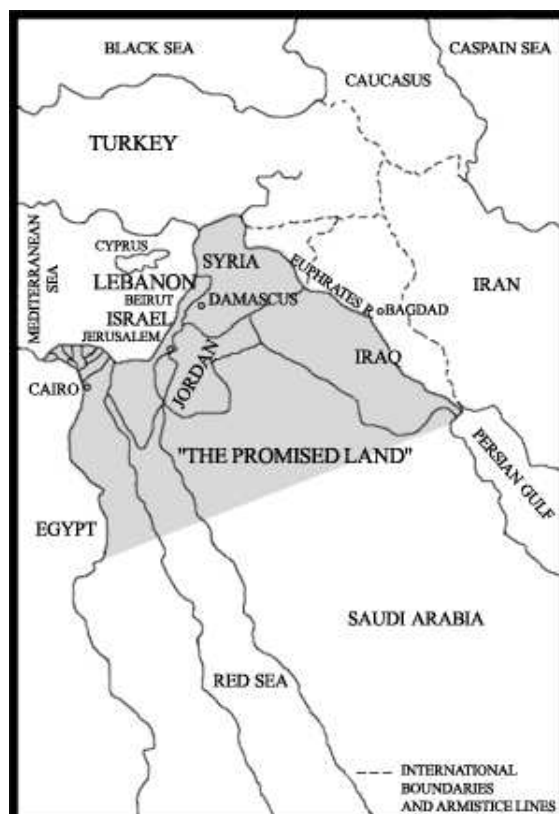 BLACK SEA
CASPAIN SEA
CAUCASUS
TURKEY
MEDITERRANEAN
SEA
CYPRUS
LEBANON
BEIRUT
SYRIA
DAMASCUS
EUPHRATES R
BAGDAD
IRAN
ISRAEL
JERUSALEM
JORDAN
IRAQ
CAIRO
"THE PROMISED LAND"
PERSIAN GULF
EGYPT
SAUDI ARABIA
RED SEA
INTERNATIONAL
BOUNDARIES
AND ARMISTICE LINES